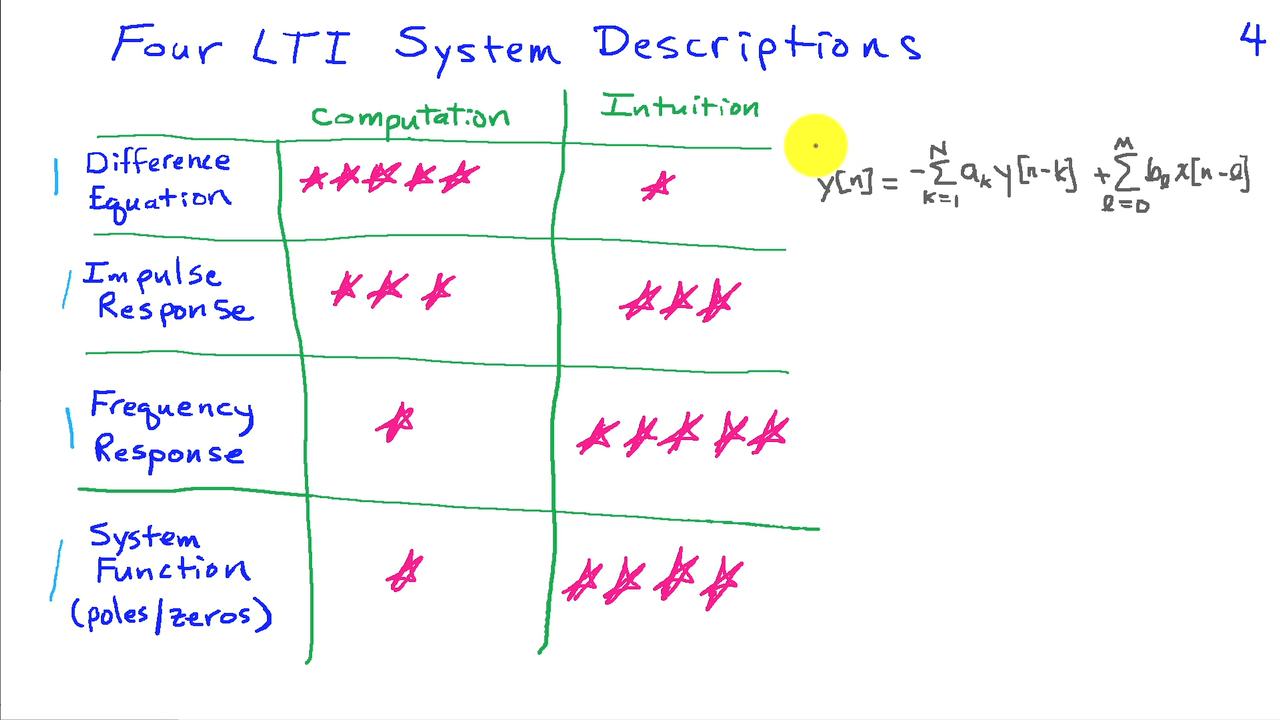 Four LTI System Descriptions 4
Computation Intuition
Difference
Equation
y[n] = -∑_{k=1}^{N} a_k y[n-k] + ∑_{l=0}^{M} b_l x[n-l]
Impulse
Response
Frequency
Response
System
Function
(poles/zeros)